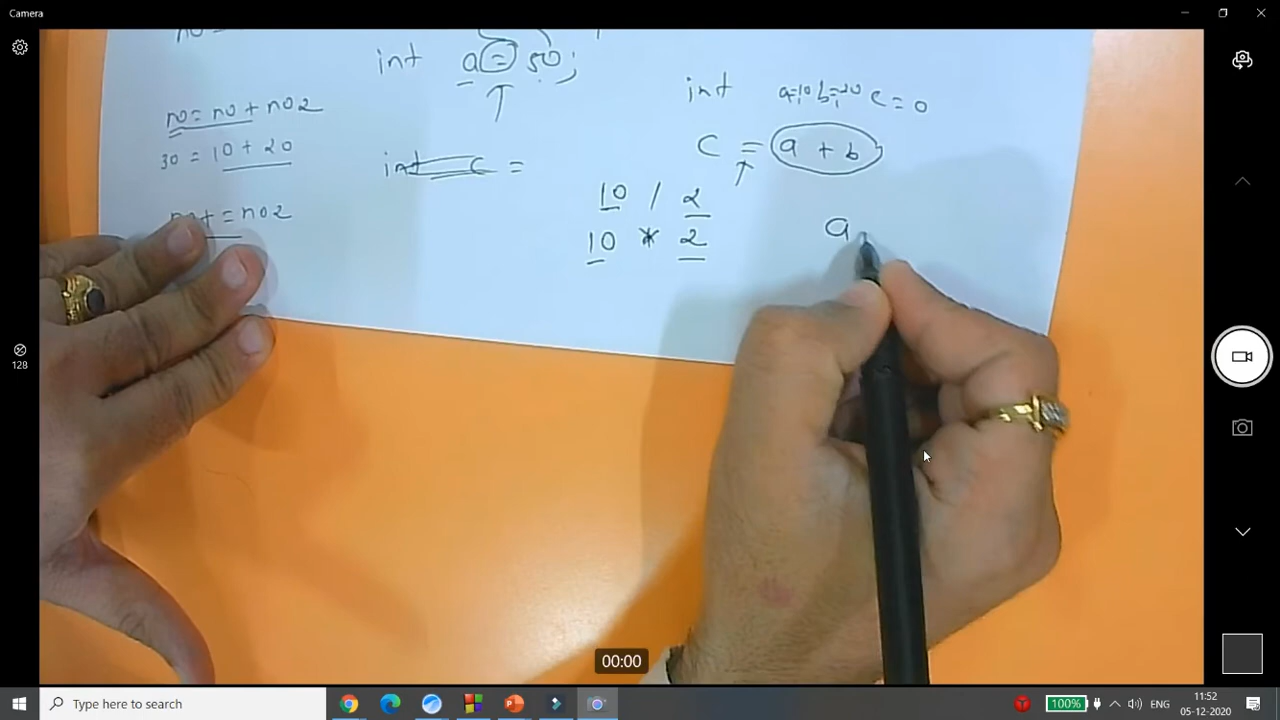 Camera
int a = 50;
int a=10, b=20 c = 0
no = no + no2
c = a + b
30 = 10 + 20
int c =
10 / 2
+ = no2
a
10 * 2
128
00:00
Type here to search
100%
ENG
11:52
05-12-2020